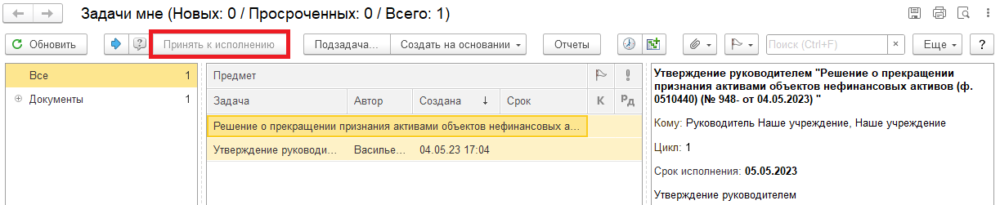 Задачи мне (Новых: 0 / Просроченных: 0 / Всего: 1)
Обновить Принять к исполнению Подзадача... Создать на основании Отчеты Поиск (Ctrl+F) × Еще ?
Все 1
Документы 1
Предмет
Задача Автор Создана ↓ Срок К Рд
Решение о прекращении признания активами объектов нефинансовых а...
Утверждение руководи... Василье... 04.05.23 17:04
Утверждение руководителем "Решение о прекращении
признания активами объектов нефинансовых активов (ф.
0510440) (№ 948- от 04.05.2023) "
Кому: Руководитель Наше учреждение, Наше учреждение
Цикл: 1
Срок исполнения: 05.05.2023
Утверждение руководителем